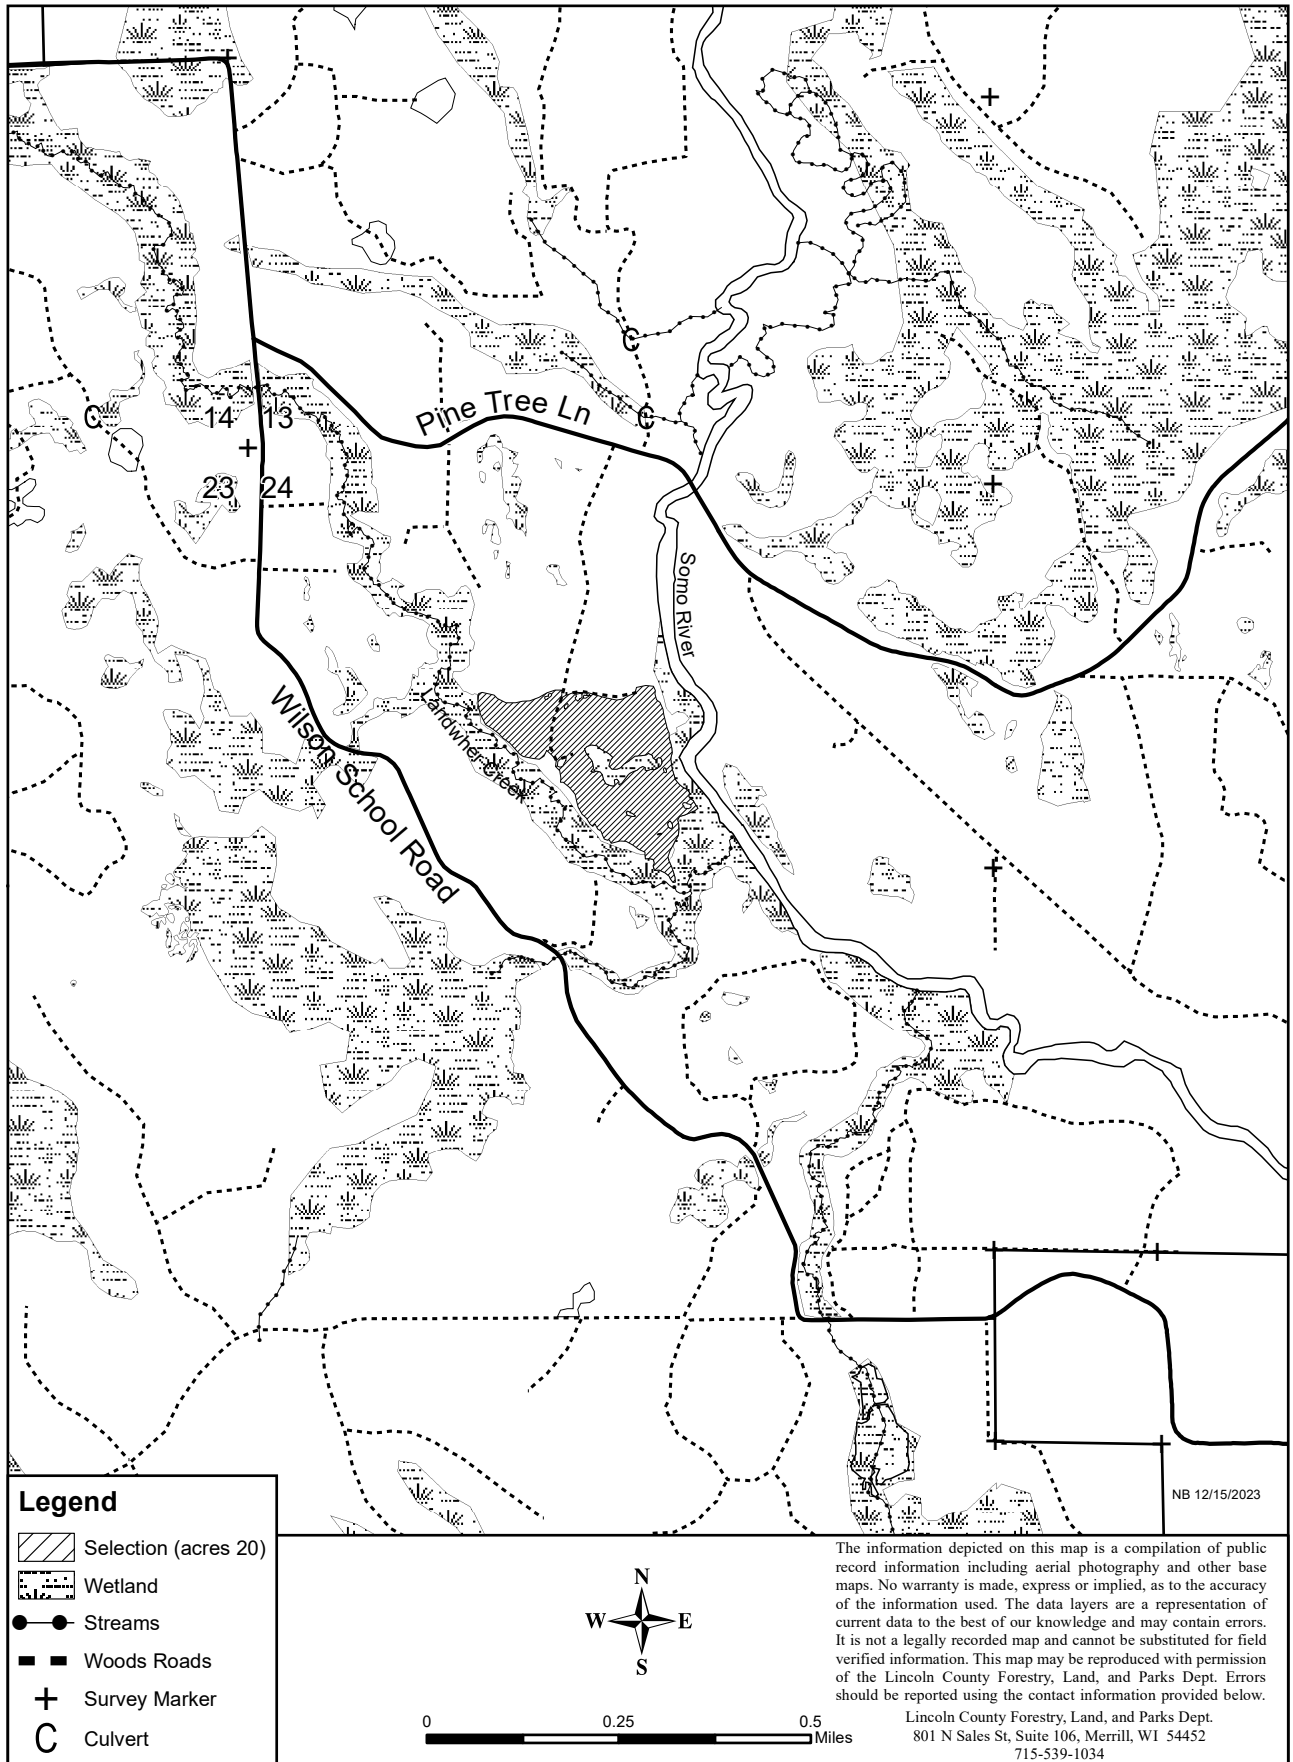 Pine Tree Ln
14 13
23 24
Somo River
Landwher Creek
Wilson School Road
NB 12/15/2023
Legend
Selection (acres 20)
Wetland
Streams
Woods Roads
Survey Marker
C Culvert
N
W E
S
0 0.25 0.5
Miles
The information depicted on this map is a compilation of public
record information including aerial photography and other base
maps. No warranty is made, express or implied, as to the accuracy
of the information used. The data layers are a representation of
current data to the best of our knowledge and may contain errors.
It is not a legally recorded map and cannot be substituted for field
verified information. This map may be reproduced with permission
of the Lincoln County Forestry, Land, and Parks Dept. Errors
should be reported using the contact information provided below.
Lincoln County Forestry, Land, and Parks Dept.
801 N Sales St, Suite 106, Merrill, WI 54452
715-539-1034